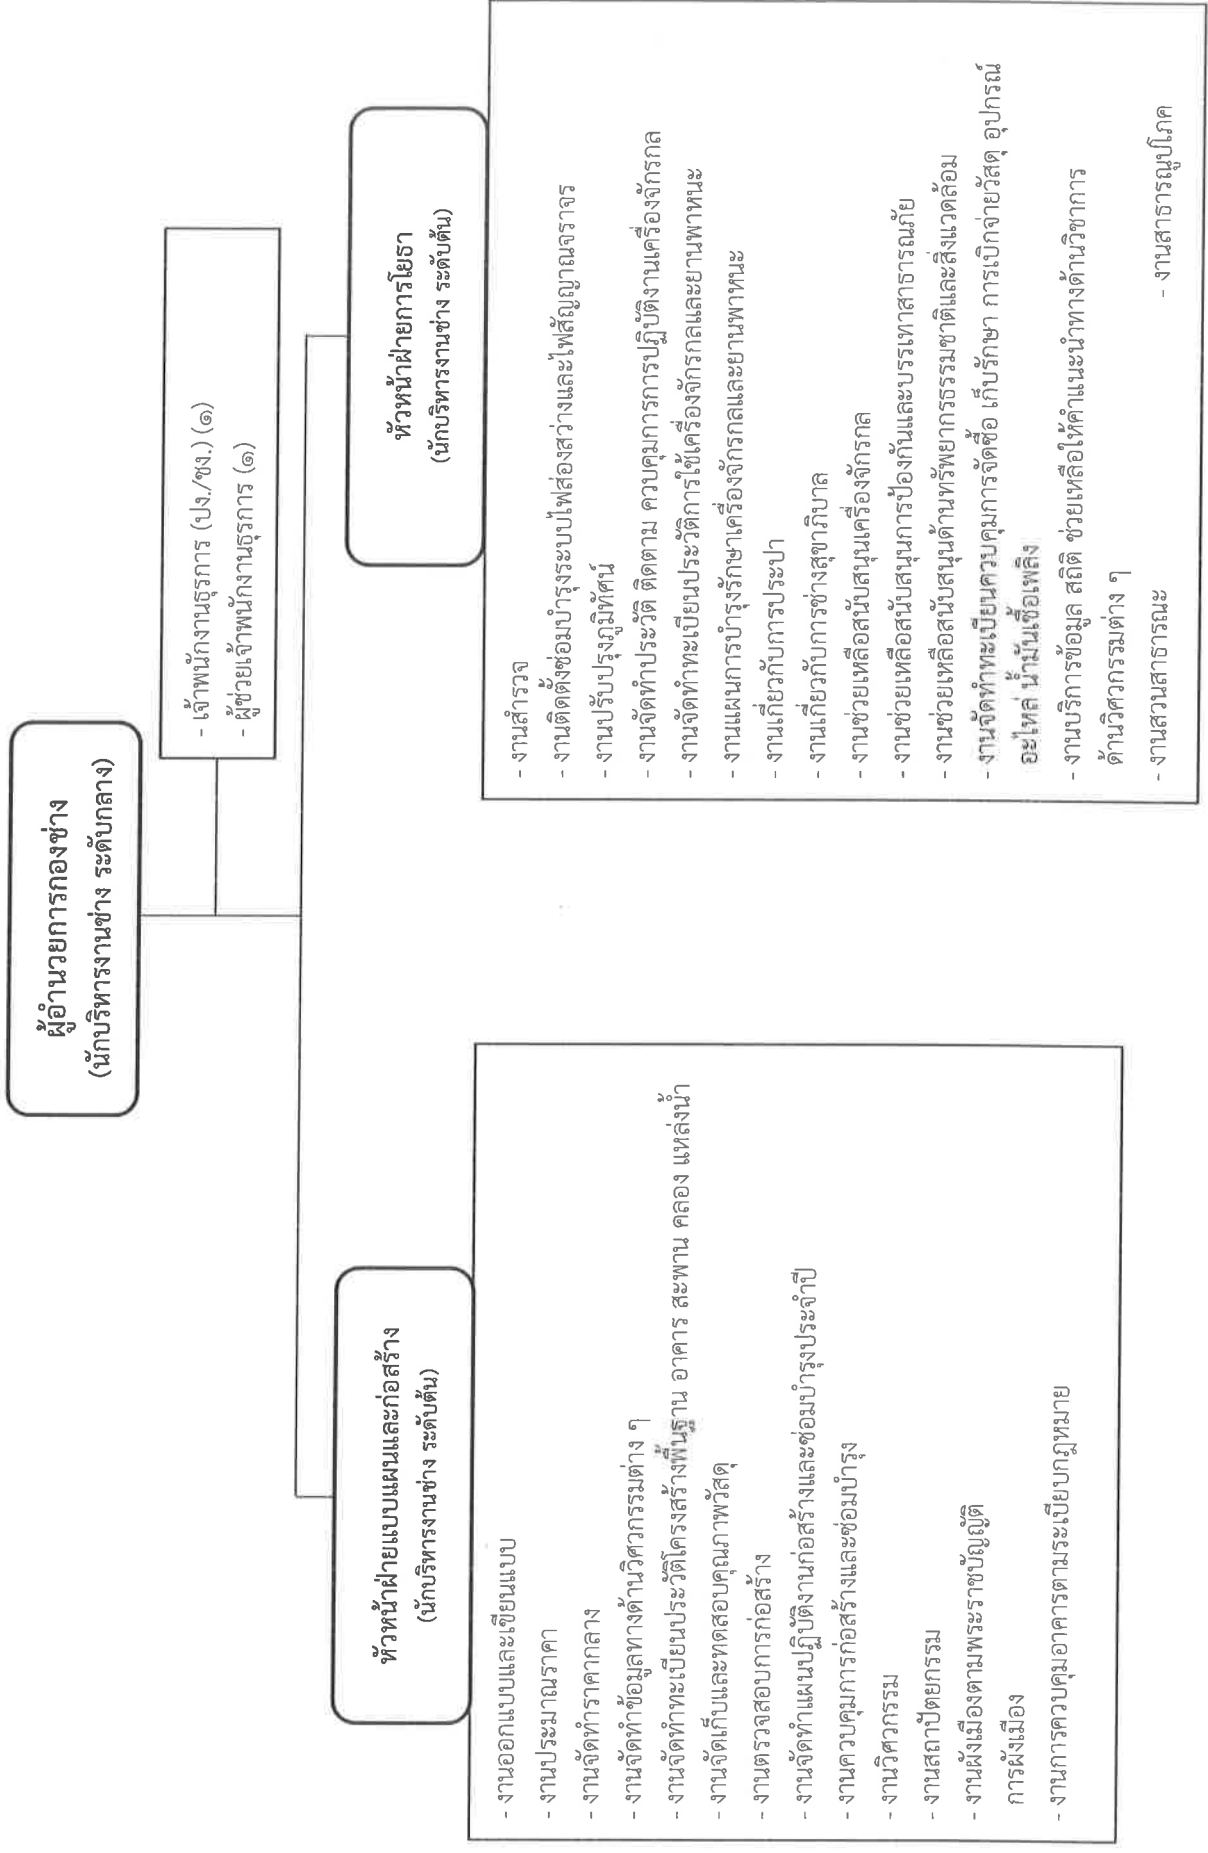 ผู้อำนวยการกองช่าง
(นักบริหารงานช่าง ระดับกลาง)
- เจ้าพนักงานธุรการ (ปง./ชง.) (๑)
- ผู้ช่วยเจ้าพนักงานธุรการ (๑)
หัวหน้าฝ่ายแบบแผนและก่อสร้าง
(นักบริหารงานช่าง ระดับต้น)
- งานออกแบบและเขียนแบบ
- งานประมาณราคา
- งานจัดทำราคากลาง
- งานจัดทำข้อมูลทางด้านวิศวกรรมต่าง ๆ
- งานจัดทำทะเบียนประวัติโครงสร้างพื้นฐาน อาคาร สะพาน คลอง แหล่งน้ำ
- งานจัดเก็บและทดสอบคุณภาพวัสดุ
- งานตรวจสอบการก่อสร้าง
- งานจัดทำแผนปฏิบัติงานก่อสร้างและซ่อมบำรุงประจำปี
- งานควบคุมการก่อสร้างและซ่อมบำรุง
- งานวิศวกรรม
- งานสถาปัตยกรรม
- งานผังเมืองตามพระราชบัญญัติ
การผังเมือง
- งานการควบคุมอาคารตามระเบียบกฎหมาย
หัวหน้าฝ่ายการโยธา
(นักบริหารงานช่าง ระดับต้น)
- งานสำรวจ
- งานติดตั้งซ่อมบำรุงระบบไฟส่องสว่างและไฟสัญญาณจราจร
- งานปรับปรุงภูมิทัศน์
- งานจัดทำประวัติ ติดตาม ควบคุมการการปฏิบัติงานเครื่องจักรกล
- งานจัดทำทะเบียนประวัติการใช้เครื่องจักรกลและยานพาหนะ
- งานแผนการบำรุงรักษาเครื่องจักรกลและยานพาหนะ
- งานเกี่ยวกับการประปา
- งานเกี่ยวกับการช่างสุขาภิบาล
- งานช่วยเหลือสนับสนุนเครื่องจักรกล
- งานช่วยเหลือสนับสนุนการป้องกันและบรรเทาสาธารณภัย
- งานช่วยเหลือสนับสนุนด้านทรัพยากรธรรมชาติและสิ่งแวดล้อม
- งานจัดทำทะเบียนควบคุมการจัดซื้อ เก็บรักษา การเบิกจ่ายวัสดุ อุปกรณ์
อะไหล่ น้ำมันเชื้อเพลิง
- งานบริการข้อมูล สถิติ ช่วยเหลือให้คำแนะนำทางด้านวิชาการ
ด้านวิศวกรรมต่าง ๆ
- งานสวนสาธารณะ - งานสาธารณูปโภค